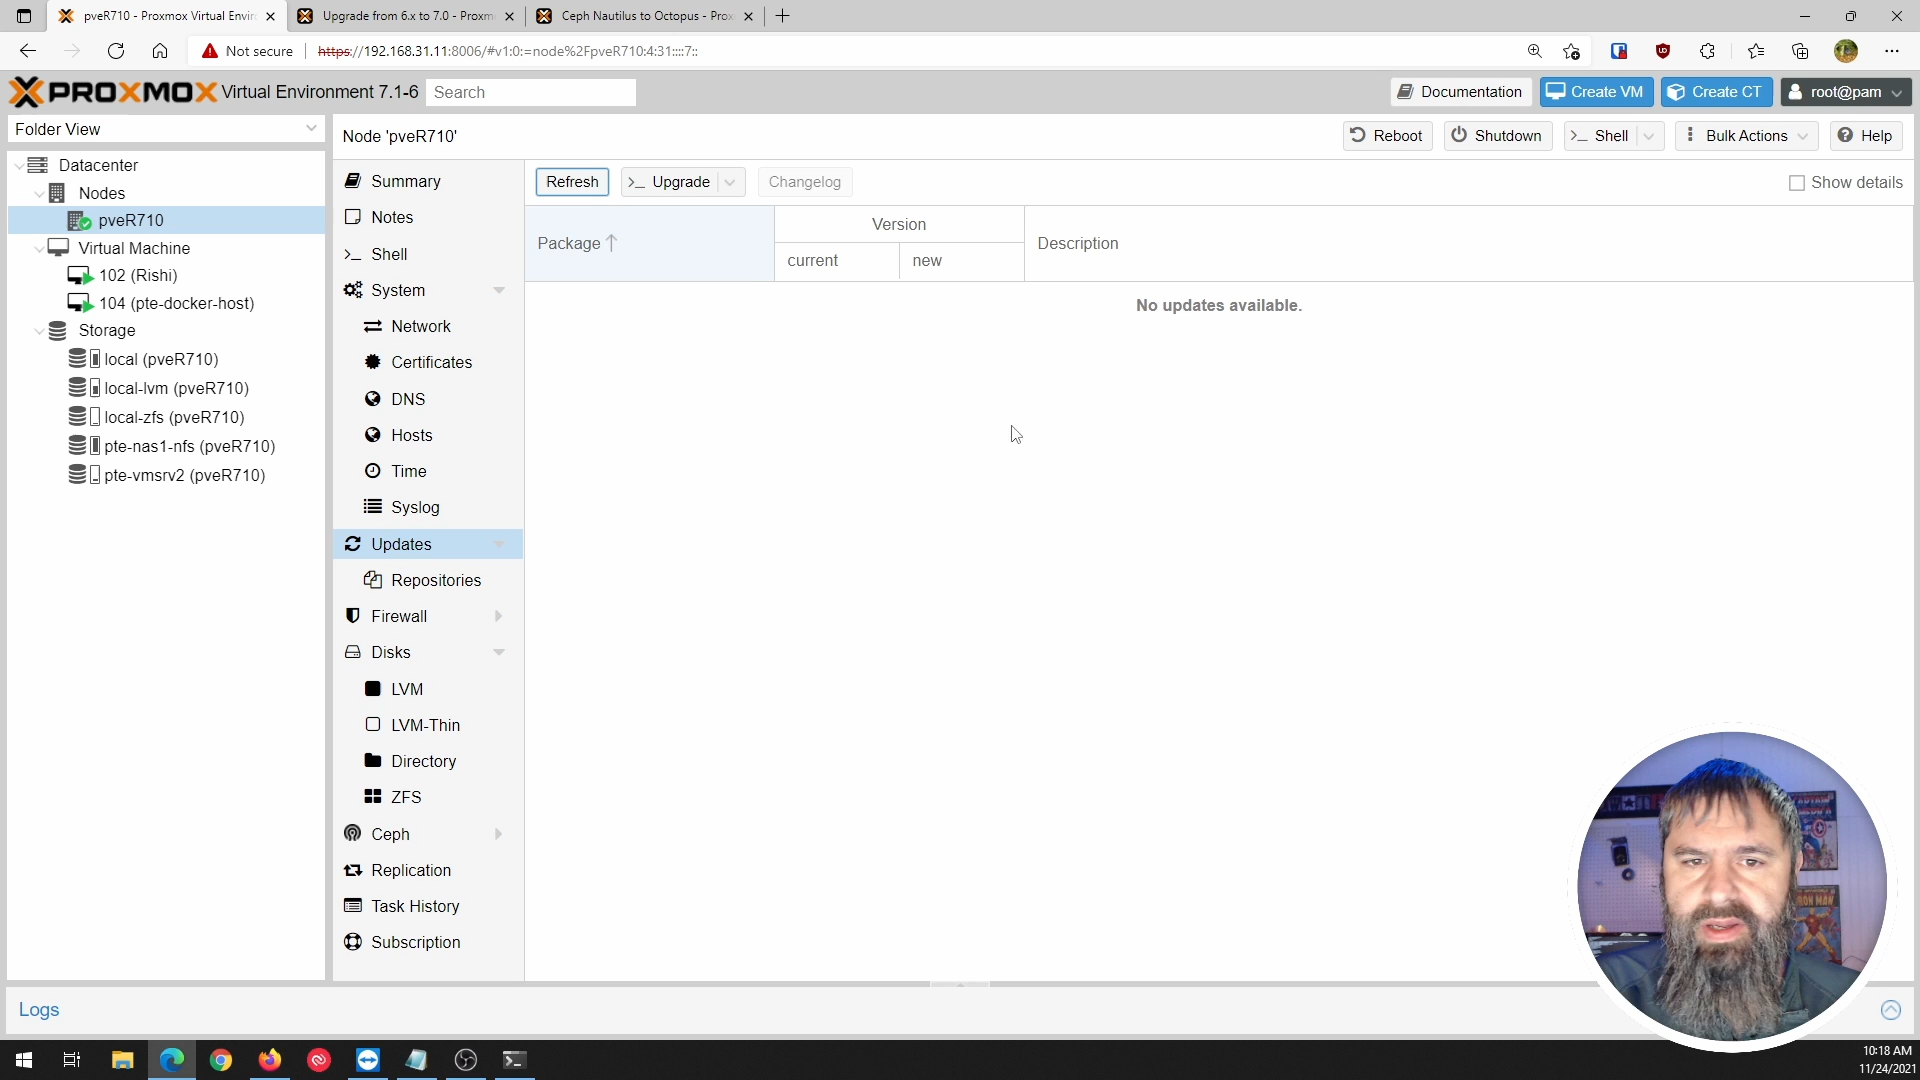 pveR710 - Proxmox Virtual Envir
Upgrade from 6.x to 7.0 - Proxm
Ceph Nautilus to Octopus - Prox
Not secure
https://192.168.31.11:8006/#v1:0:=node%2FpveR710:4:31::::7::
PROXMOX Virtual Environment 7.1-6
Search
Documentation
Create VM
Create CT
root@pam
Folder View
Node 'pveR710'
Reboot
Shutdown
>_ Shell
Bulk Actions
Help
Datacenter
Nodes
pveR710
Virtual Machine
102 (Rishi)
104 (pte-docker-host)
Storage
local (pveR710)
local-lvm (pveR710)
local-zfs (pveR710)
pte-nas1-nfs (pveR710)
pte-vmsrv2 (pveR710)
Summary
Notes
>_ Shell
System
Network
Certificates
DNS
Hosts
Time
Syslog
Updates
Repositories
Firewall
Disks
LVM
LVM-Thin
Directory
ZFS
Ceph
Replication
Task History
Subscription
Refresh
>_ Upgrade
Changelog
Show details
Package
Version
current
new
Description
No updates available.
CAPTAIN
IRON MAN
Logs
10:18 AM
11/24/2021